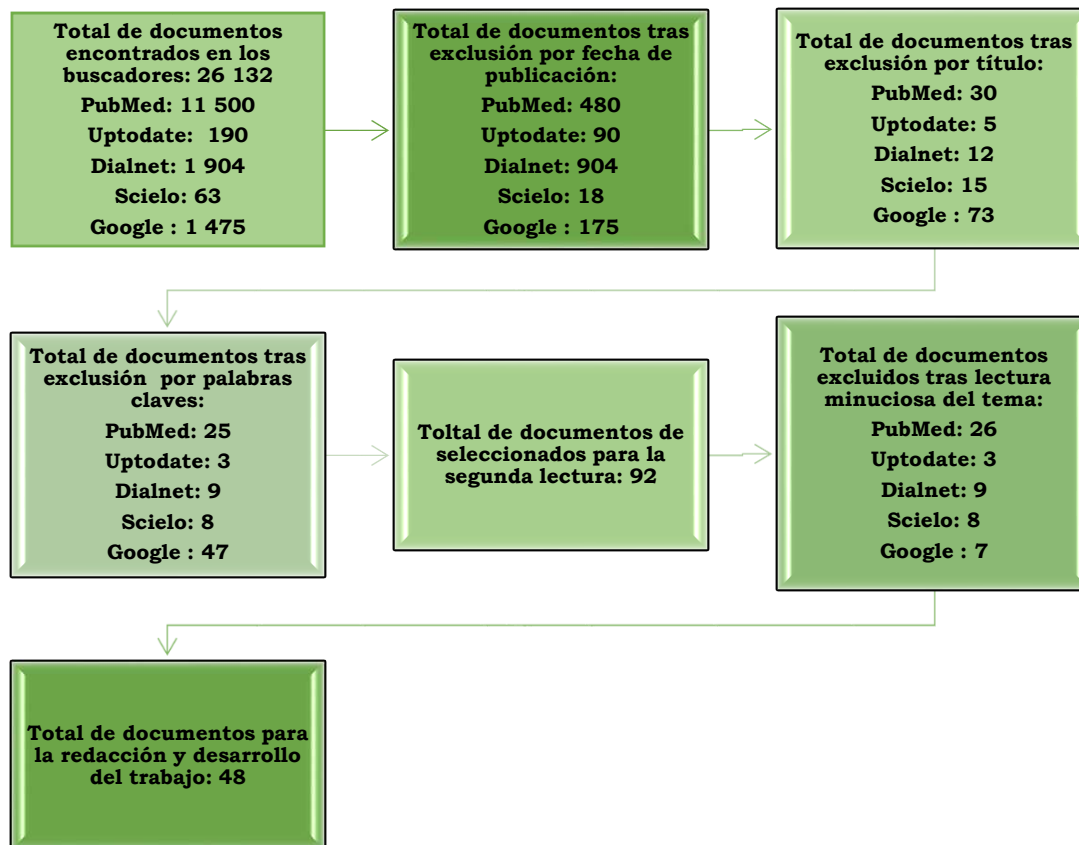 Total de documentos
encontrados en los
buscadores: 26 132
PubMed: 11 500
Uptodate:  190
Dialnet: 1 904
Scielo: 63
Google : 1 475
Total de documentos tras
exclusión por fecha de
publicación:
PubMed: 480
Uptodate: 90
Dialnet: 904
Scielo: 18
Google : 175
Total de documentos tras
exclusión por título:
PubMed: 30
Uptodate: 5
Dialnet: 12
Scielo: 15
Google : 73
Total de documentos tras
exclusión  por palabras
claves:
PubMed: 25
Uptodate: 3
Dialnet: 9
Scielo: 8
Google : 47
Toltal de documentos de
seleccionados para la
segunda lectura: 92
Total de documentos
excluidos tras lectura
minuciosa del tema:
PubMed: 26
Uptodate: 3
Dialnet: 9
Scielo: 8
Google : 7
Total de documentos para
la redacción y desarrollo
del trabajo: 48